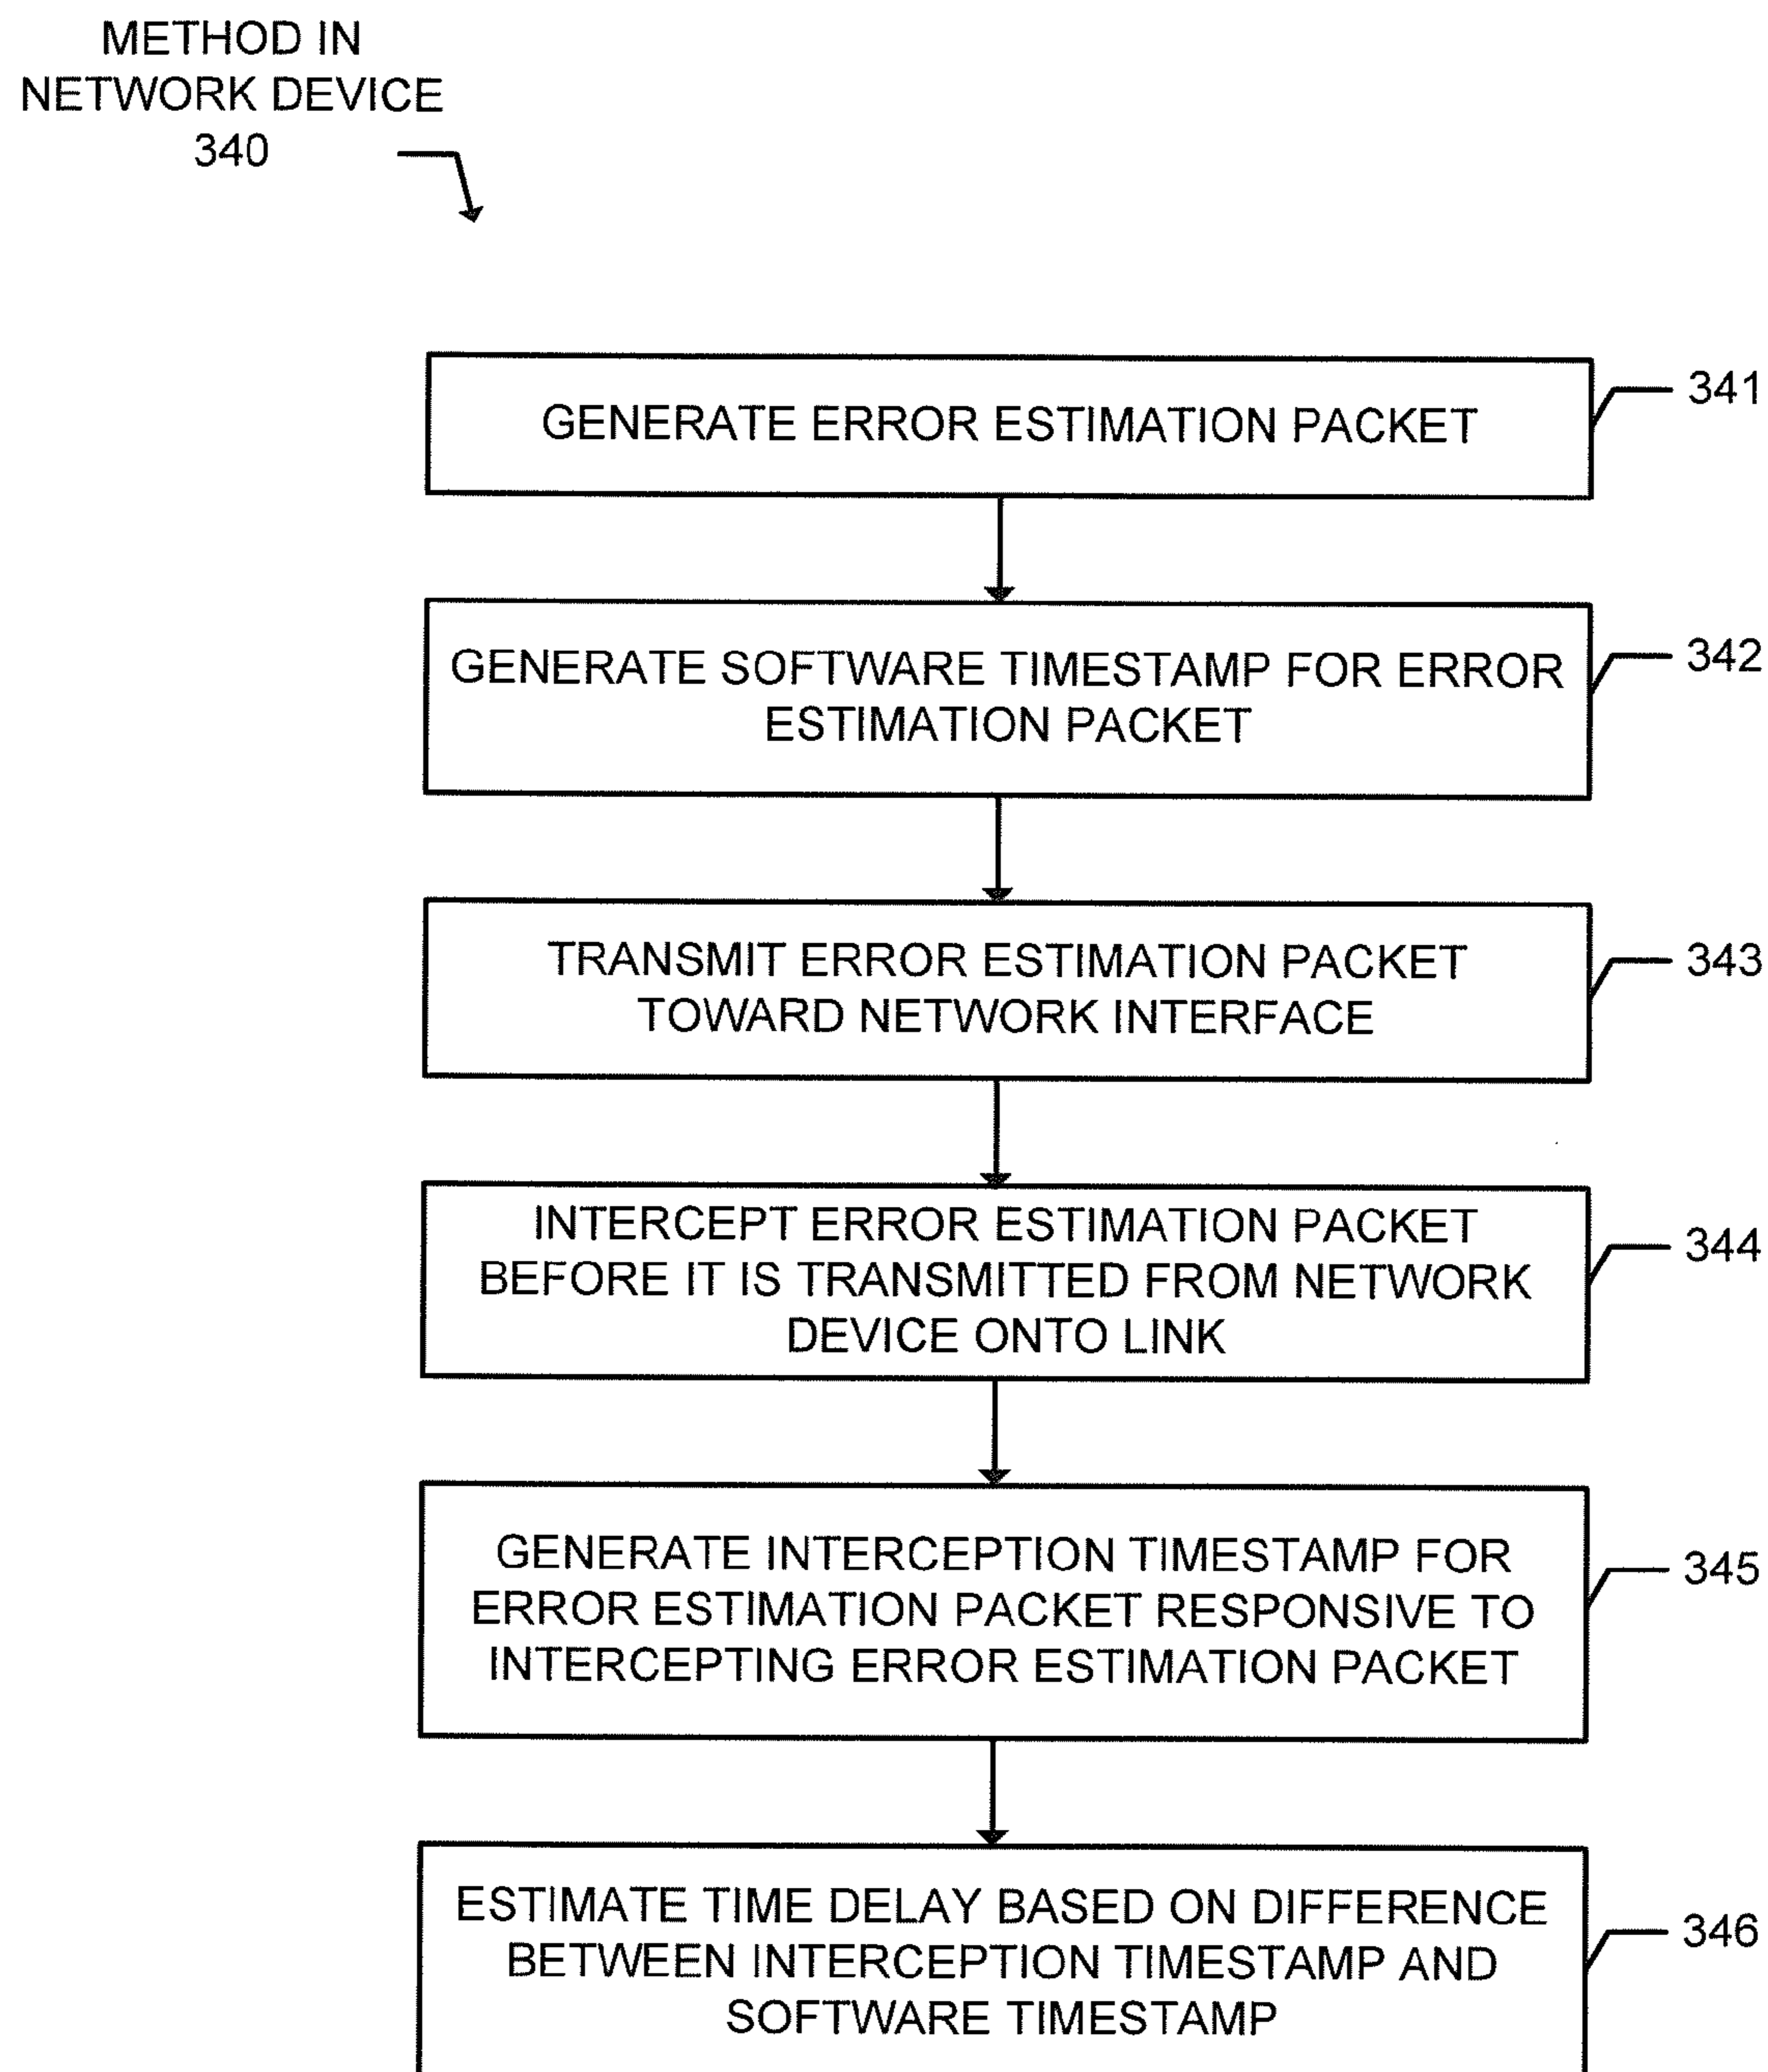 METHOD IN
NETWORK DEVICE
340
GENERATE ERROR ESTIMATION PACKET
341
GENERATE SOFTWARE TIMESTAMP FOR ERROR
ESTIMATION PACKET
342
TRANSMIT ERROR ESTIMATION PACKET
TOWARD NETWORK INTERFACE
343
INTERCEPT ERROR ESTIMATION PACKET
BEFORE IT IS TRANSMITTED FROM NETWORK
DEVICE ONTO LINK
344
GENERATE INTERCEPTION TIMESTAMP FOR
ERROR ESTIMATION PACKET RESPONSIVE TO
INTERCEPTING ERROR ESTIMATION PACKET
345
ESTIMATE TIME DELAY BASED ON DIFFERENCE
BETWEEN INTERCEPTION TIMESTAMP AND
SOFTWARE TIMESTAMP
346